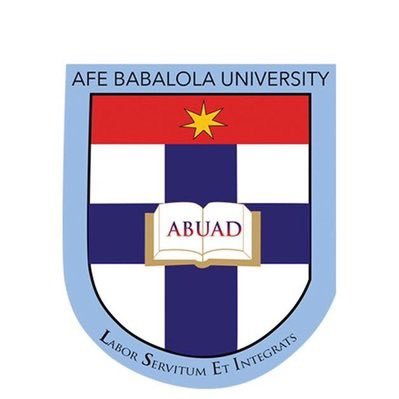 AFE BABALOLA UNIVERSITY
ABUAD
LABOR SERVITUM ET INTEGRATS